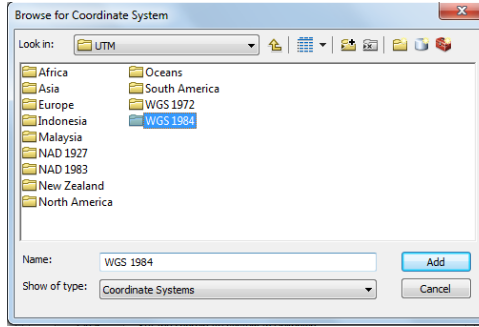 Browse for Coordinate System
Look in: UTM
Africa
Asia
Europe
Indonesia
Malaysia
NAD 1927
NAD 1983
New Zealand
North America
Oceans
South America
WGS 1972
WGS 1984
Name: WGS 1984 Add
Show of type: Coordinate Systems Cancel